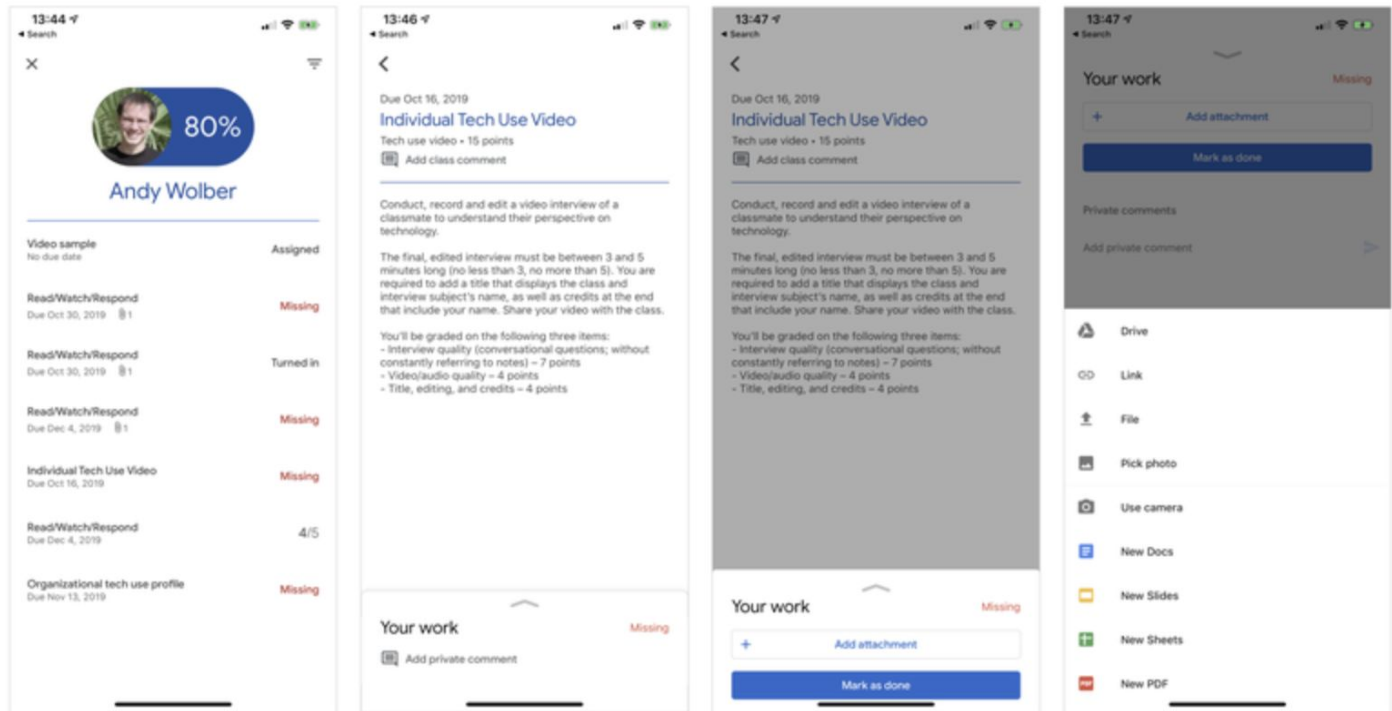 13:44
◀ Search
80%
Andy Wolber
Video sample
No due date
Assigned
Read/Watch/Respond
Due Oct 30, 2019 1
Missing
Read/Watch/Respond
Due Oct 30, 2019 1
Turned in
Read/Watch/Respond
Due Dec 4, 2019 1
Missing
Individual Tech Use Video
Due Oct 16, 2019
Missing
Read/Watch/Respond
Due Dec 4, 2019
4/5
Organizational tech use profile
Due Nov 13, 2019
Missing
13:46
◀ Search
Due Oct 16, 2019
Individual Tech Use Video
Tech use video • 15 points
Add class comment
Conduct, record and edit a video interview of a
classmate to understand their perspective on
technology.
The final, edited interview must be between 3 and 5
minutes long (no less than 3, no more than 5). You are
required to add a title that displays the class and
interview subject's name, as well as credits at the end
that include your name. Share your video with the class.
You'll be graded on the following three items:
- Interview quality (conversational questions; without
constantly referring to notes) – 7 points
- Video/audio quality – 4 points
- Title, editing, and credits – 4 points
Your work
Missing
Add private comment
13:47
◀ Search
Due Oct 16, 2019
Individual Tech Use Video
Tech use video • 15 points
Add class comment
Conduct, record and edit a video interview of a
classmate to understand their perspective on
technology.
The final, edited interview must be between 3 and 5
minutes long (no less than 3, no more than 5). You are
required to add a title that displays the class and
interview subject's name, as well as credits at the end
that include your name. Share your video with the class.
You'll be graded on the following three items:
- Interview quality (conversational questions; without
constantly referring to notes) – 7 points
- Video/audio quality – 4 points
- Title, editing, and credits – 4 points
Your work
Missing
+ Add attachment
Mark as done
13:47
◀ Search
Your work
Missing
+ Add attachment
Mark as done
Private comments
Add private comment
Drive
Link
File
Pick photo
Use camera
New Docs
New Slides
New Sheets
PDF New PDF